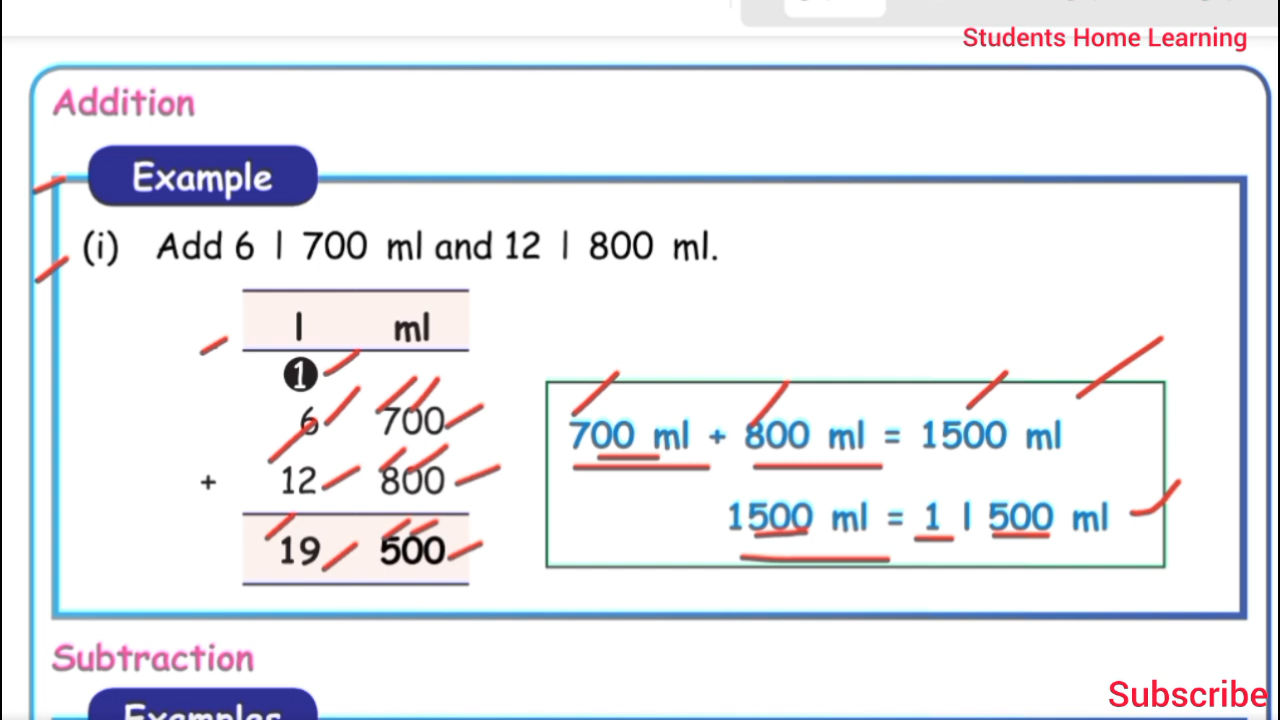 Students Home Learning
Addition
Example
(i) Add 6 l 700 ml and 12 l 800 ml.
l ml
1
6 700
+ 12 800
19 500
700 ml + 800 ml = 1500 ml
1500 ml = 1 l 500 ml
Subtraction
Examples
Subscribe